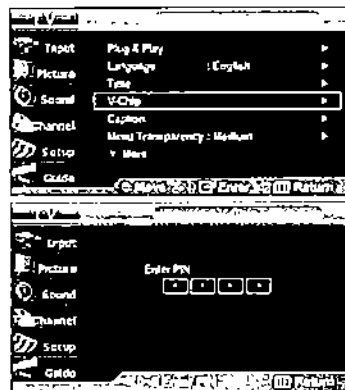 Input
Plug & Play
Language : English
Picture
Time
Sound
V-Chip
Channel
Caption
Menu Transparency : Medium
Setup
▼ More
Guide
Move Enter Return
Input
Picture
Enter PIN
Sound
Channel
Setup
Guide
Return